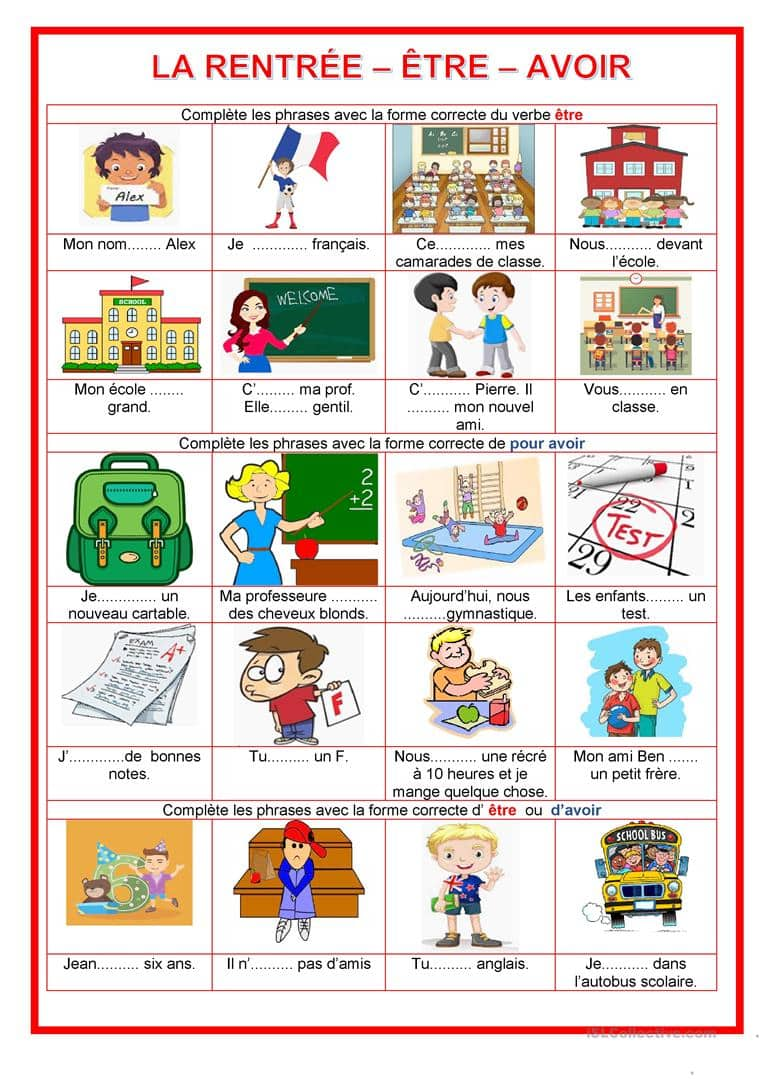 LA RENTRÉE – ÊTRE – AVOIR
Complète les phrases avec la forme correcte du verbe être
Alex
Mon nom........ Alex
Je ............. français.
Ce............ mes
camarades de classe.
Nous........... devant
l'école.
SCHOOL
WELCOME
Mon école ........
grand.
C'......... ma prof.
Elle......... gentil.
C'........... Pierre. Il
.......... mon nouvel
ami.
Vous........... en
classe.
Complète les phrases avec la forme correcte de pour avoir
2
+2
22
2
TEST
29
1
Je.............. un
nouveau cartable.
Ma professeure ...........
des cheveux blonds.
Aujourd'hui, nous
..........gymnastique.
Les enfants......... un
test.
EXAM
A+
F
J'.............de bonnes
notes.
Tu.......... un F.
Nous........... une récré
à 10 heures et je
mange quelque chose.
Mon ami Ben .......
un petit frère.
Complète les phrases avec la forme correcte d' être ou d'avoir
6
SCHOOL BUS
Jean.......... six ans.
Il n'.......... pas d'amis
Tu.......... anglais.
Je........... dans
l'autobus scolaire.
iSLCollective.com